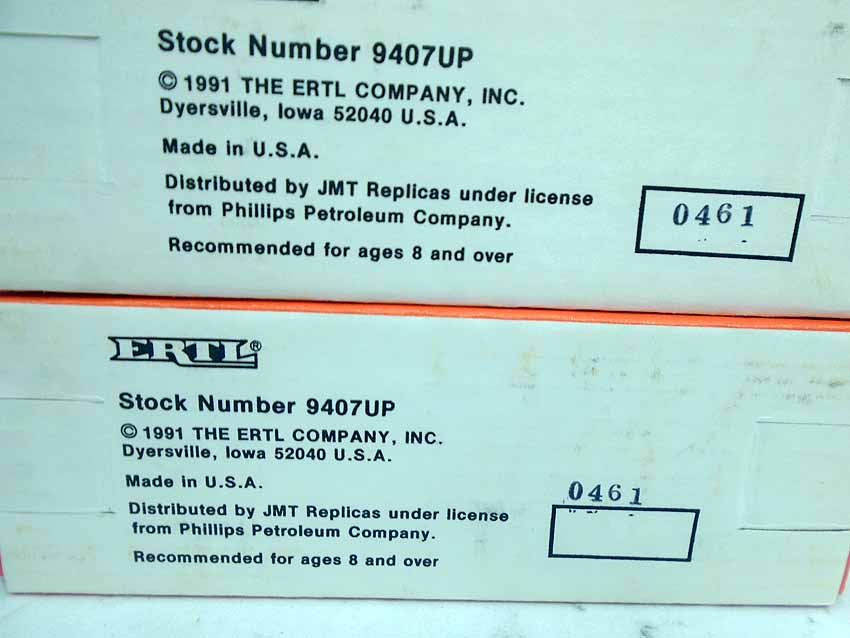 Stock Number 9407UP
© 1991 THE ERTL COMPANY, INC.
Dyersville, Iowa 52040 U.S.A.
Made in U.S.A.
Distributed by JMT Replicas under license
from Phillips Petroleum Company.
0461
Recommended for ages 8 and over
ERTL®
Stock Number 9407UP
© 1991 THE ERTL COMPANY, INC.
Dyersville, Iowa 52040 U.S.A.
Made in U.S.A.
0461
Distributed by JMT Replicas under license
from Phillips Petroleum Company.
Recommended for ages 8 and over